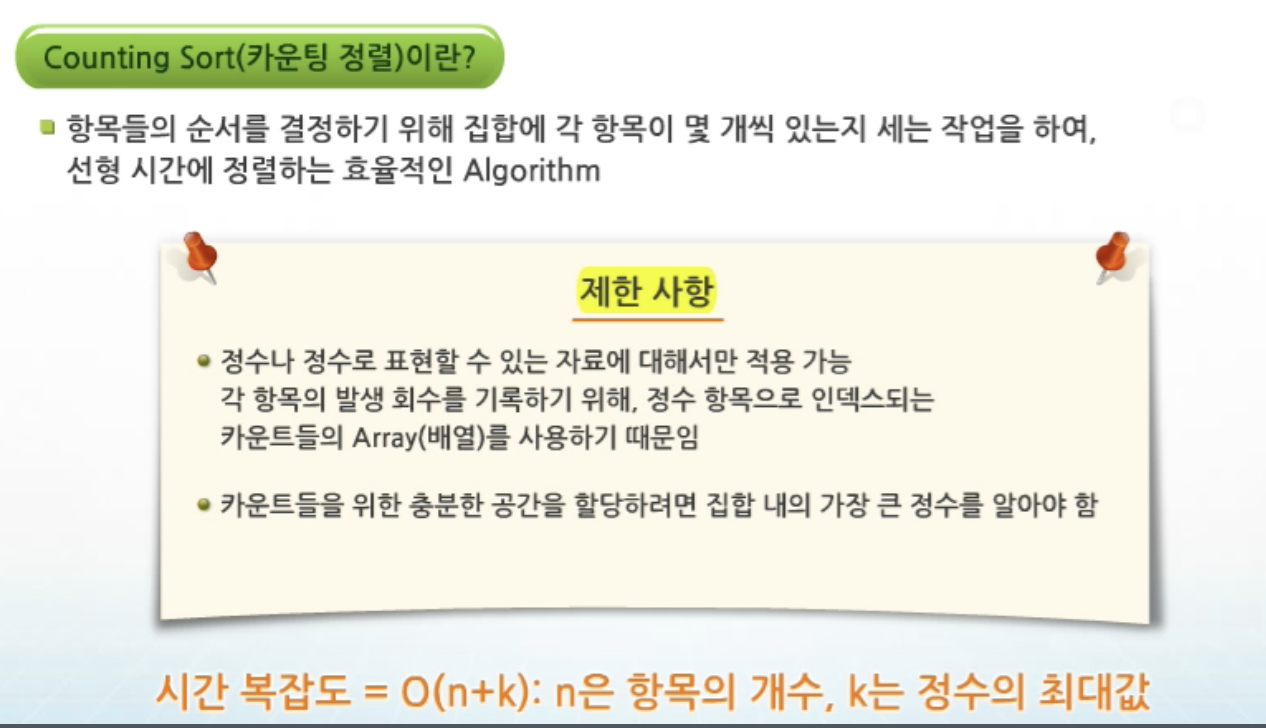 Counting Sort(카운팅 정렬)이란?
항목들의 순서를 결정하기 위해 집합에 각 항목이 몇 개씩 있는지 세는 작업을 하여,
선형 시간에 정렬하는 효율적인 Algorithm
제한 사항
정수나 정수로 표현할 수 있는 자료에 대해서만 적용 가능
각 항목의 발생 회수를 기록하기 위해, 정수 항목으로 인덱스되는
카운트들의 Array(배열)를 사용하기 때문임
카운트들을 위한 충분한 공간을 할당하려면 집합 내의 가장 큰 정수를 알아야 함
시간 복잡도 = O(n+k): n은 항목의 개수, k는 정수의 최대값